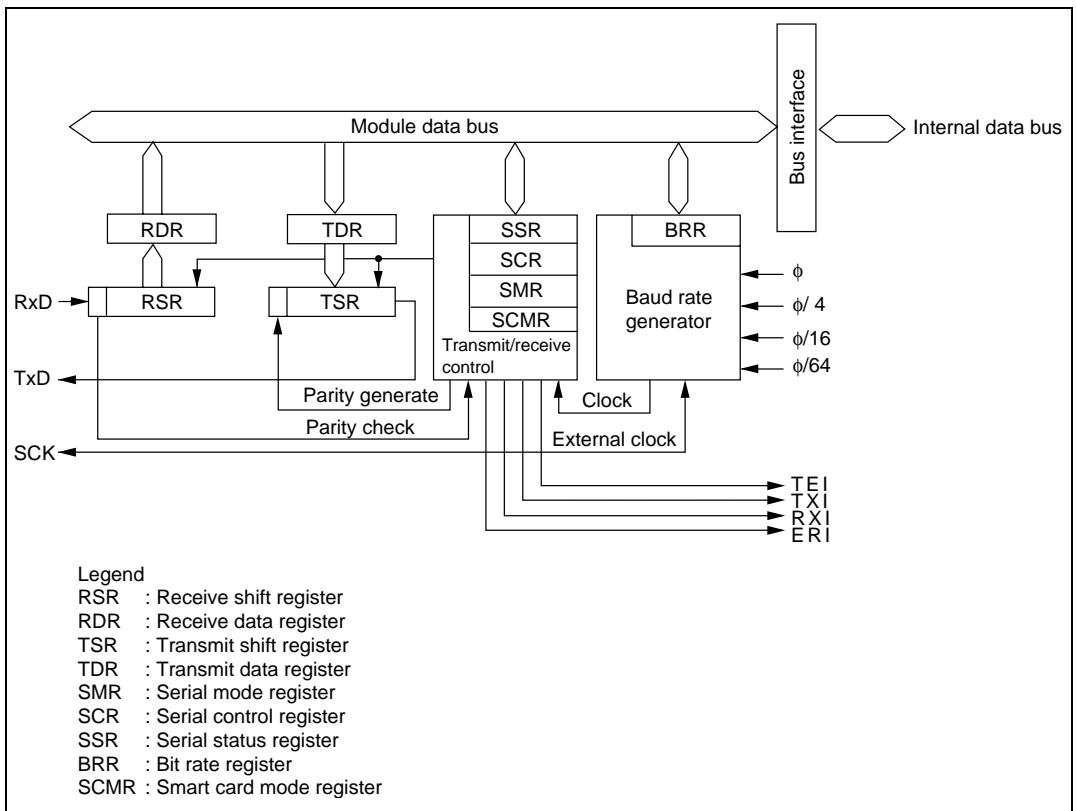 Bus interface
Module data bus
Internal data bus
RDR
TDR
SSR
BRR
SCR
SMR
SCMR
RxD
RSR
TSR
Baud rate
generator
φ
φ/ 4
φ/16
φ/64
Transmit/receive
control
TxD
Parity generate
Clock
Parity check
External clock
SCK
TEI
TXI
RXI
ERI
Legend
RSR : Receive shift register
RDR : Receive data register
TSR : Transmit shift register
TDR : Transmit data register
SMR : Serial mode register
SCR : Serial control register
SSR : Serial status register
BRR : Bit rate register
SCMR : Smart card mode register